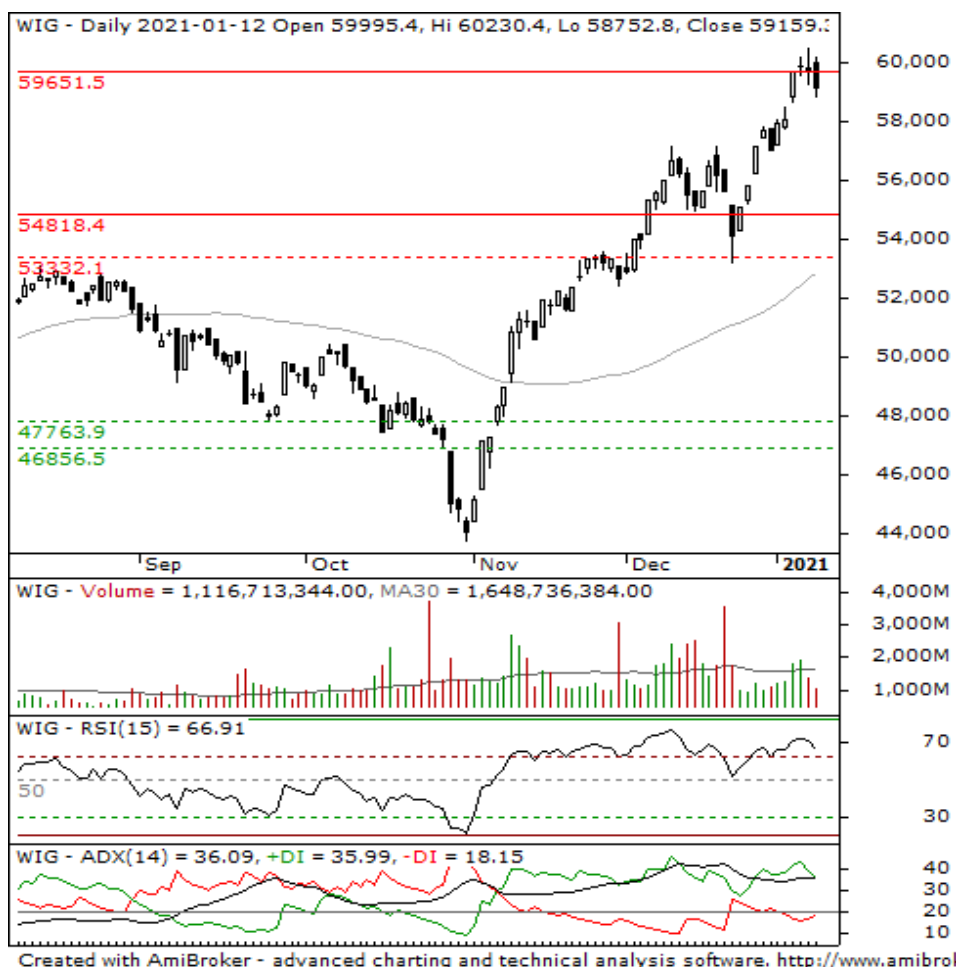 WIG - Daily 2021-01-12 Open 59995.4, Hi 60230.4, Lo 58752.8, Close 59159.
60,000
59651.5
58,000
56,000
54818.4
54,000
53332.1
52,000
50,000
48,000
47763.9
46856.5
46,000
44,000
Sep Oct Nov Dec 2021
WIG - Volume = 1,116,713,344.00, MA30 = 1,648,736,384.00
4,000M
3,000M
2,000M
1,000M
WIG - RSI(15) = 66.91
70
50
30
WIG - ADX(14) = 36.09, +DI = 35.99, -DI = 18.15
40
30
20
10
Created with AmiBroker - advanced charting and technical analysis software. http://www.amibrol